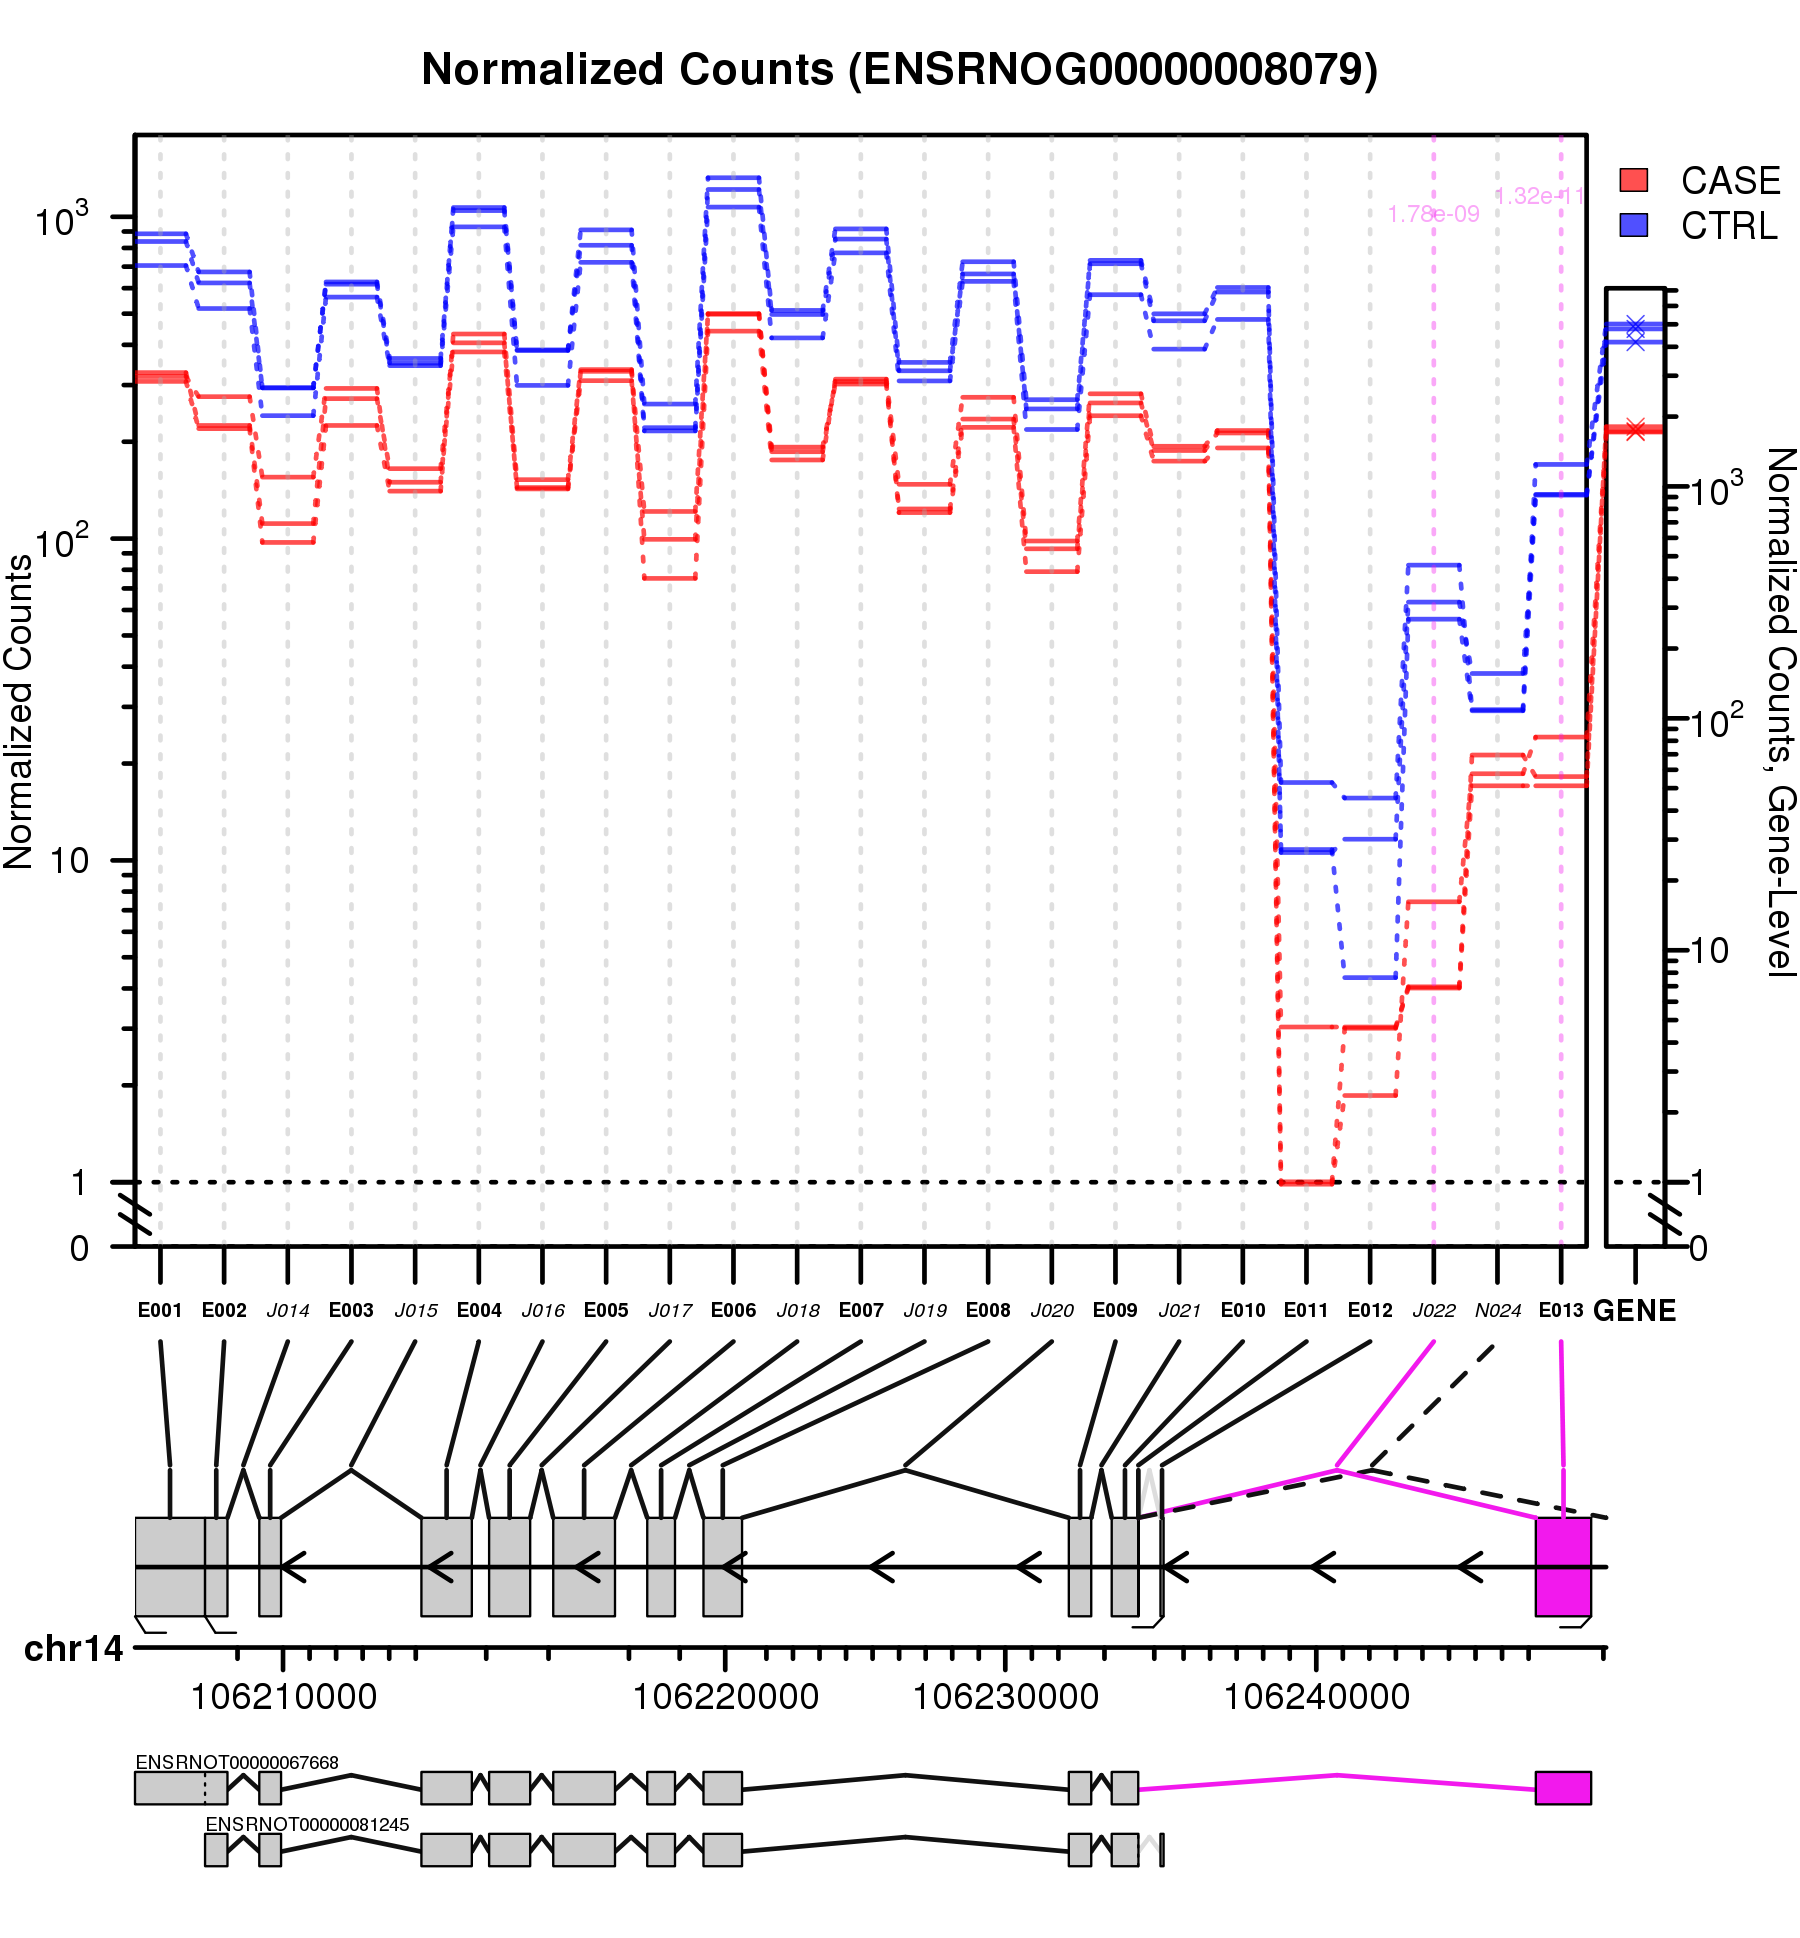 Normalized Counts (ENSRNOG00000008079)
CASE
CTRL
1.32e-11
1.78e-09
10³
10²
10
1
0
Normalized Counts
10³
10²
10
1
0
Normalized Counts, Gene-Level
E001 E002 J014 E003 J015 E004 J016 E005 J017 E006 J018 E007 J019 E008 J020 E009 J021 E010 E011 E012 J022 N024 E013 GENE
chr14
106210000 106220000 106230000 106240000
ENSRNOT00000067668
ENSRNOT00000081245